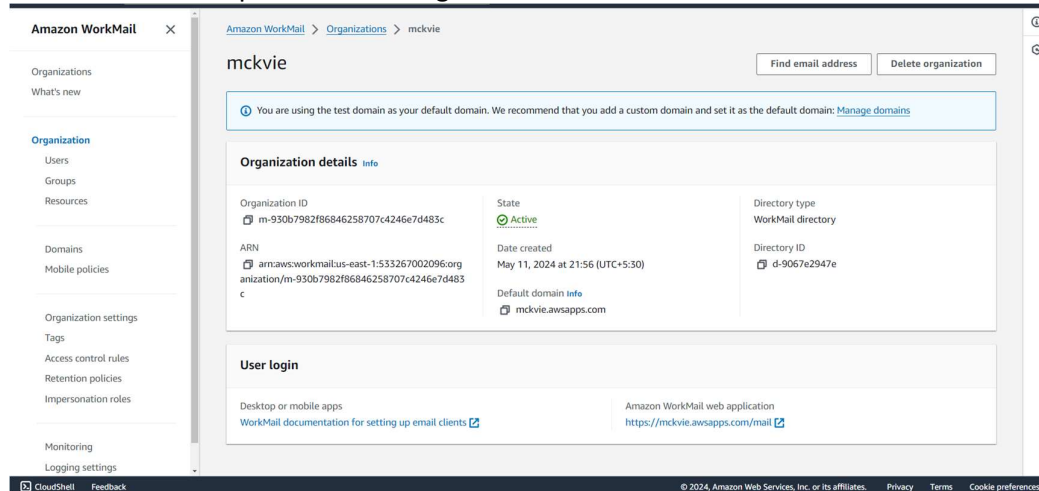 Amazon WorkMail
Organizations
What's new
Organization
Users
Groups
Resources
Domains
Mobile policies
Organization settings
Tags
Access control rules
Retention policies
Impersonation roles
Monitoring
Logging settings
Amazon WorkMail > Organizations > mckvie
mckvie
Find email address
Delete organization
You are using the test domain as your default domain. We recommend that you add a custom domain and set it as the default domain: Manage domains
Organization details Info
Organization ID
m-930b7982f86846258707c4246e7d483c
ARN
arn:aws:workmail:us-east-1:533267002096:org
anization/m-930b7982f86846258707c4246e7d483
c
State
Active
Date created
May 11, 2024 at 21:56 (UTC+5:30)
Default domain Info
mckvie.awsapps.com
Directory type
WorkMail directory
Directory ID
d-9067e2947e
User login
Desktop or mobile apps
WorkMail documentation for setting up email clients
Amazon WorkMail web application
https://mckvie.awsapps.com/mail
CloudShell Feedback © 2024, Amazon Web Services, Inc. or its affiliates. Privacy Terms Cookie preferences